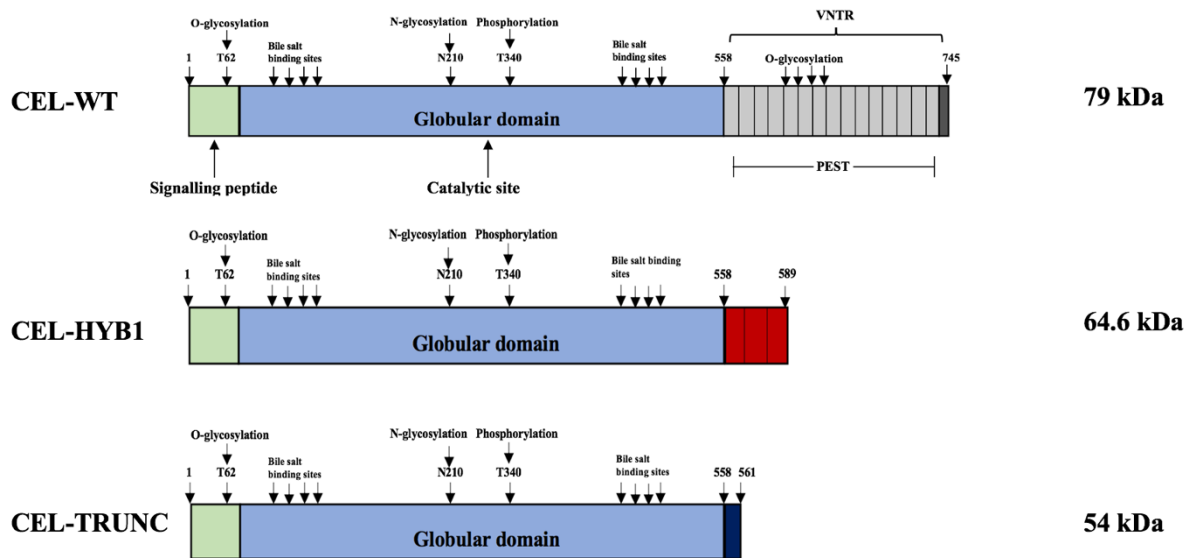 VNTR
O-glycosylation N-glycosylation Phosphorylation
1 T62 Bile salt binding sites N210 T340 Bile salt binding sites 558 O-glycosylation 745
CEL-WT Globular domain 79 kDa
PEST
Signalling peptide Catalytic site
O-glycosylation N-glycosylation Phosphorylation
1 T62 Bile salt binding sites N210 T340 Bile salt binding sites 558 589
CEL-HYB1 Globular domain 64.6 kDa
O-glycosylation N-glycosylation Phosphorylation
1 T62 Bile salt binding sites N210 T340 Bile salt binding sites 558 561
CEL-TRUNC Globular domain 54 kDa